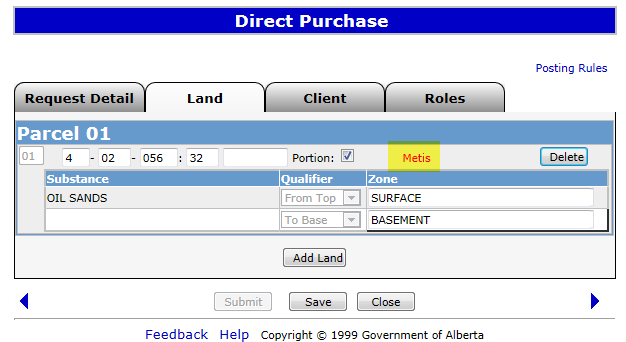 Direct Purchase
Posting Rules
Request Detail Land Client Roles
Parcel 01
01 4 - 02 - 056 : 32 Portion: Metis Delete
Substance Qualifier Zone
OIL SANDS From Top SURFACE
To Base BASEMENT
Add Land
Submit Save Close
Feedback Help Copyright © 1999 Government of Alberta